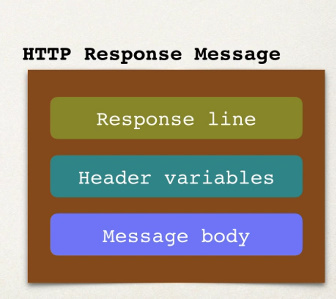 HTTP Response Message
Response line
Header variables
Message body